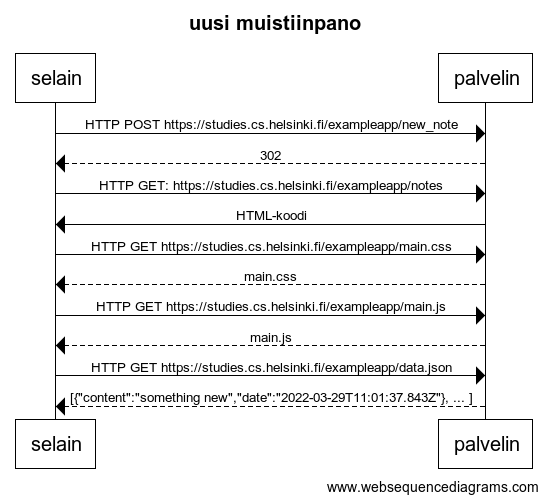 uusi muistiinpano
selain
palvelin
HTTP POST https://studies.cs.helsinki.fi/exampleapp/new_note
302
HTTP GET: https://studies.cs.helsinki.fi/exampleapp/notes
HTML-koodi
HTTP GET https://studies.cs.helsinki.fi/exampleapp/main.css
main.css
HTTP GET https://studies.cs.helsinki.fi/exampleapp/main.js
main.js
HTTP GET https://studies.cs.helsinki.fi/exampleapp/data.json
[{"content":"something new","date":"2022-03-29T11:01:37.843Z"}, ... ]
selain
palvelin
www.websequencediagrams.com